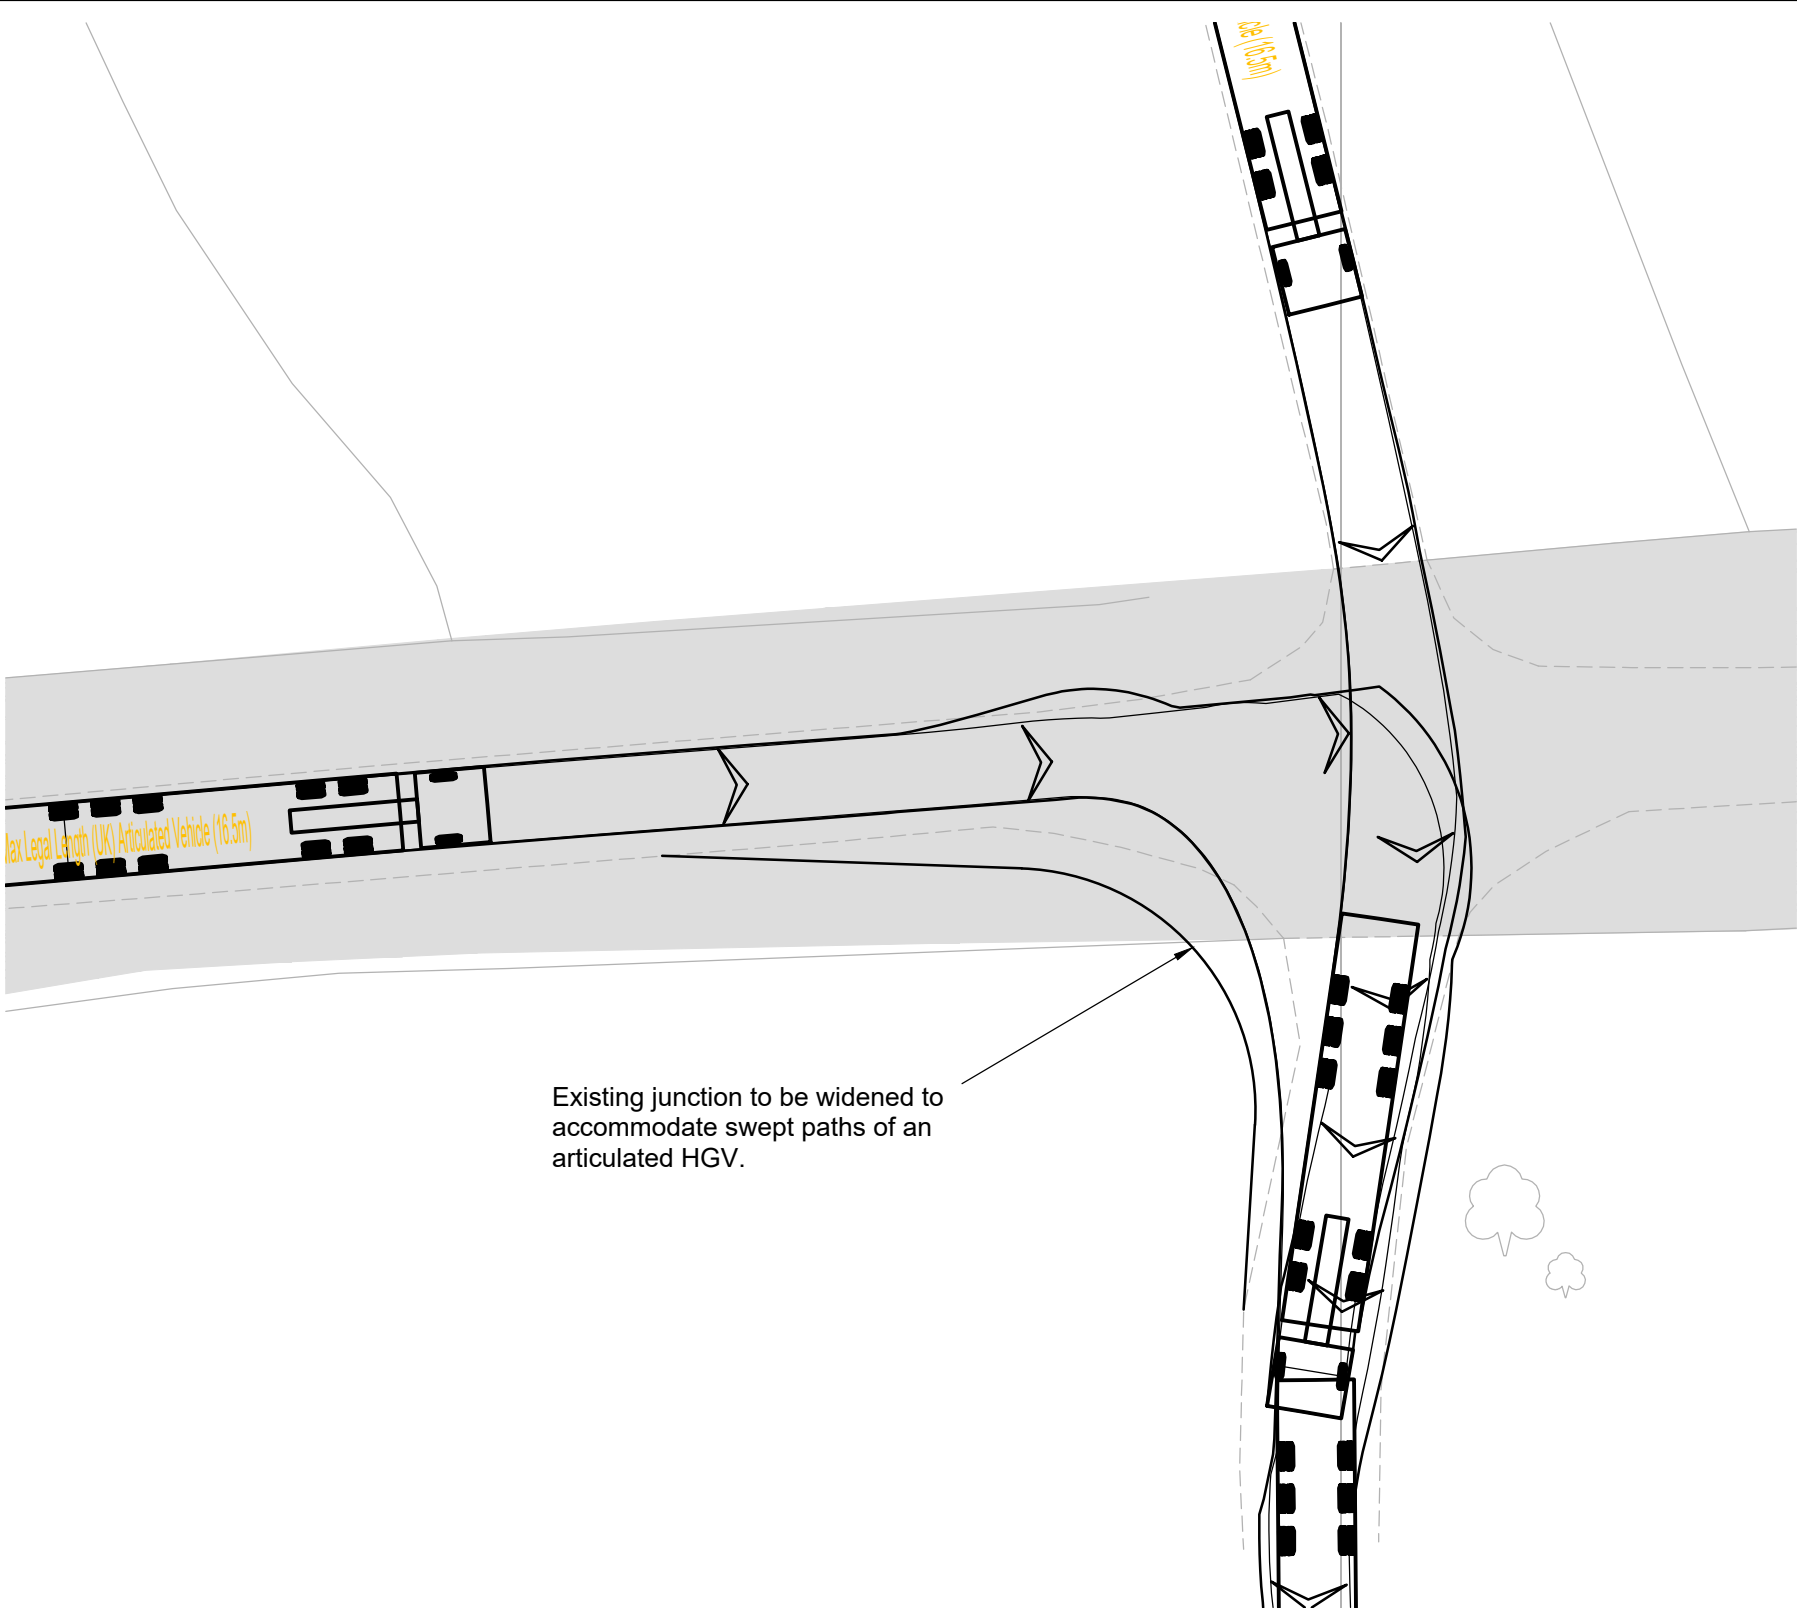 (16.5m)
Max Legal Length (UK) Articulated Vehicle (16.5m)
Existing junction to be widened to
accommodate swept paths of an
articulated HGV.